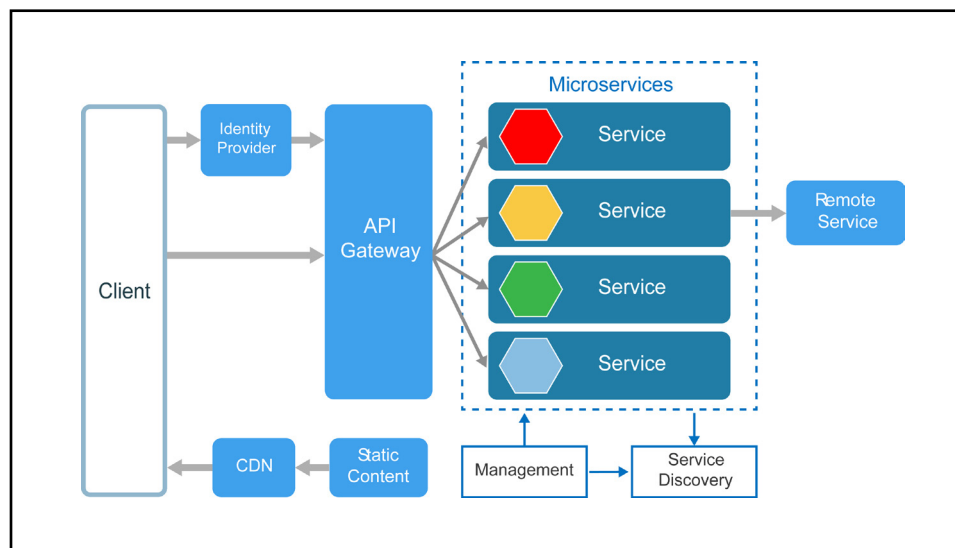 Microservices
Identity
Provider
Service
API
Gateway
Service
Remote
Service
Client
Service
Service
CDN
Static
Content
Management
Service
Discovery